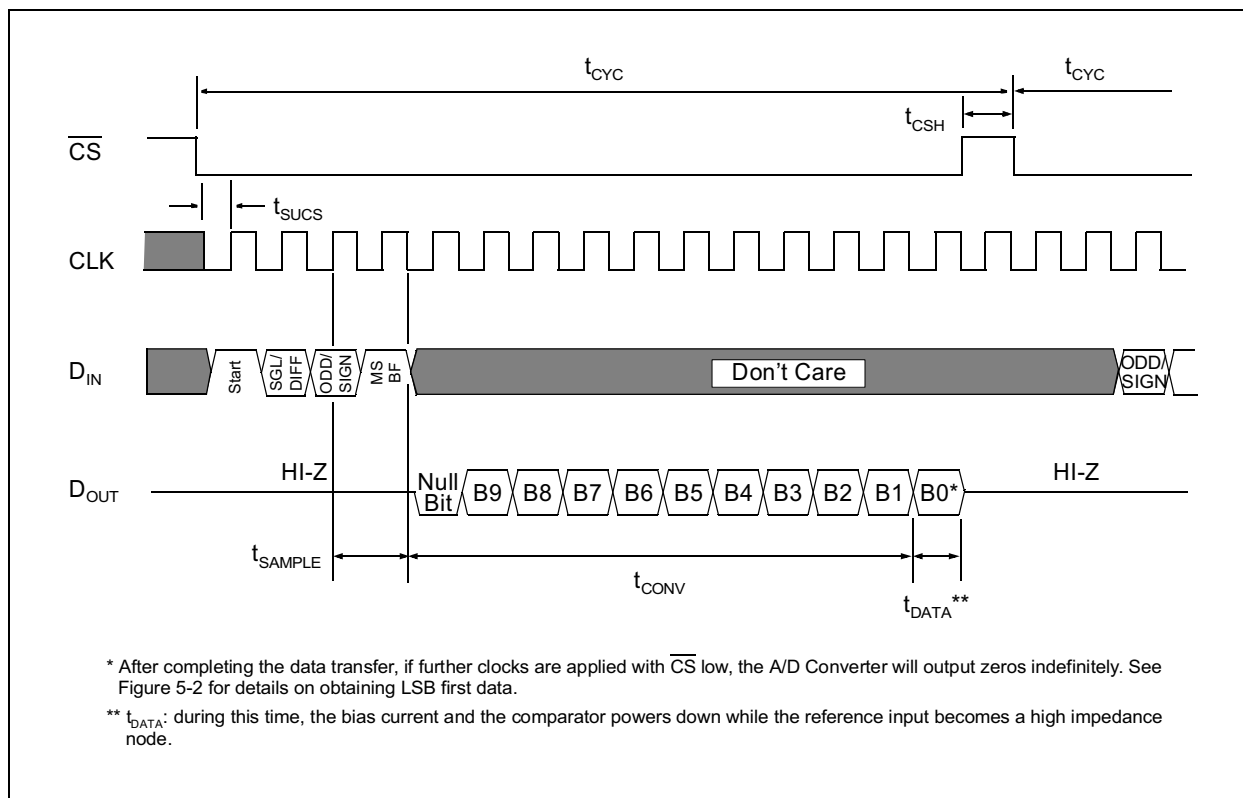 tCYC tCYC
tCSH
CS
tSUCS
CLK
DIN Start SGL/ DIFF ODD/ SIGN MS BF Don't Care ODD/ SIGN
HI-Z HI-Z
DOUT Null Bit B9 B8 B7 B6 B5 B4 B3 B2 B1 B0*
tSAMPLE
tCONV
tDATA**
* After completing the data transfer, if further clocks are applied with CS low, the A/D Converter will output zeros indefinitely. See
Figure 5-2 for details on obtaining LSB first data.
** tDATA: during this time, the bias current and the comparator powers down while the reference input becomes a high impedance
node.